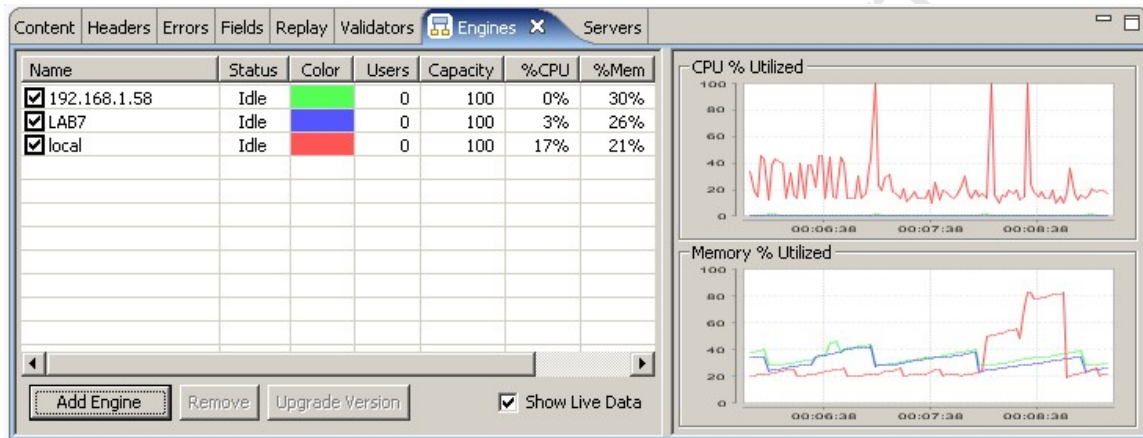 Content Headers Errors Fields Replay Validators Engines Servers
Name Status Color Users Capacity %CPU %Mem
192.168.1.58 Idle 0 100 0% 30%
LAB7 Idle 0 100 3% 26%
local Idle 0 100 17% 21%
Add Engine Remove Upgrade Version Show Live Data
CPU % Utilized
100
80
60
40
20
0
00:06:38 00:07:38 00:08:38
Memory % Utilized
100
80
60
40
20
0
00:06:38 00:07:38 00:08:38